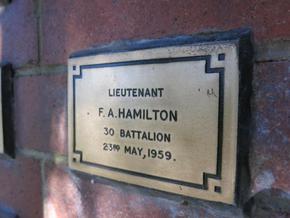 LIEUTENANT
F. A. HAMILTON
30 BATTALION
23RD MAY, 1959.